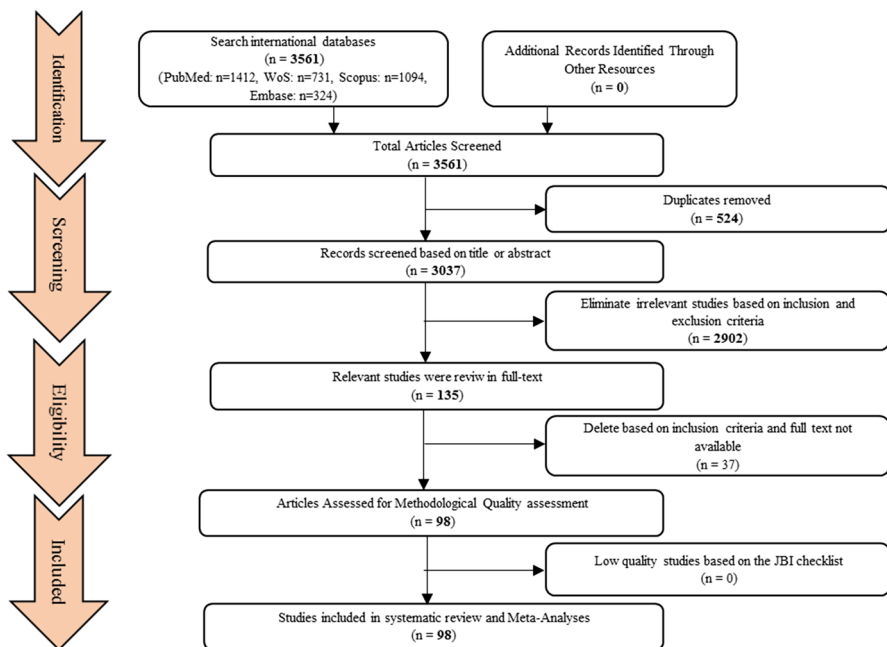 Identification
Search international databases
(n = 3561)
(PubMed: n=1412, WoS: n=731, Scopus: n=1094,
Embase: n=324)
Additional Records Identified Through
Other Resources
(n = 0)
Total Articles Screened
(n = 3561)
Screening
Duplicates removed
(n = 524)
Records screened based on title or abstract
(n = 3037)
Eliminate irrelevant studies based on inclusion and
exclusion criteria
(n = 2902)
Eligibility
Relevant studies were reviw in full-text
(n = 135)
Delete based on inclusion criteria and full text not
available
(n = 37)
Included
Articles Assessed for Methodological Quality assessment
(n = 98)
Low quality studies based on the JBI checklist
(n = 0)
Studies included in systematic review and Meta-Analyses
(n = 98)